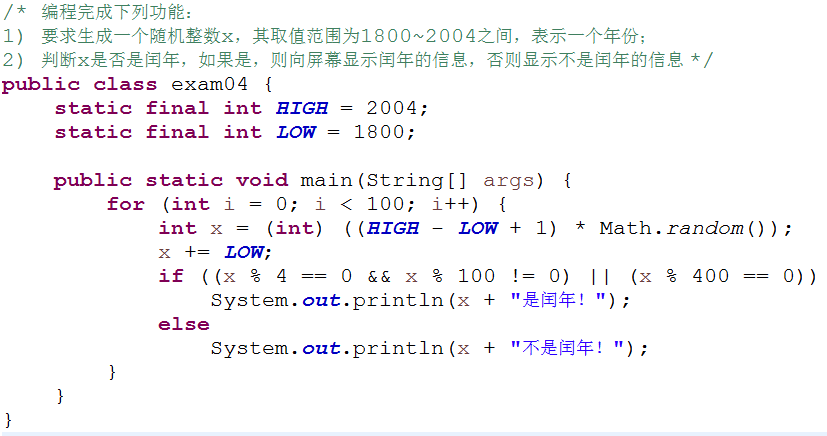 /* 编程完成下列功能：
1) 要求生成一个随机整数x，其取值范围为1800~2004之间，表示一个年份；
2) 判断x是否是闰年，如果是，则向屏幕显示闰年的信息，否则显示不是闰年的信息 */
public class exam04 {
    static final int HIGH = 2004;
    static final int LOW = 1800;

    public static void main(String[] args) {
        for (int i = 0; i < 100; i++) {
            int x = (int) ((HIGH - LOW + 1) * Math.random());
            x += LOW;
            if ((x % 4 == 0 && x % 100 != 0) || (x % 400 == 0))
                System.out.println(x + "是闰年！");
            else
                System.out.println(x + "不是闰年！");
        }
    }
}